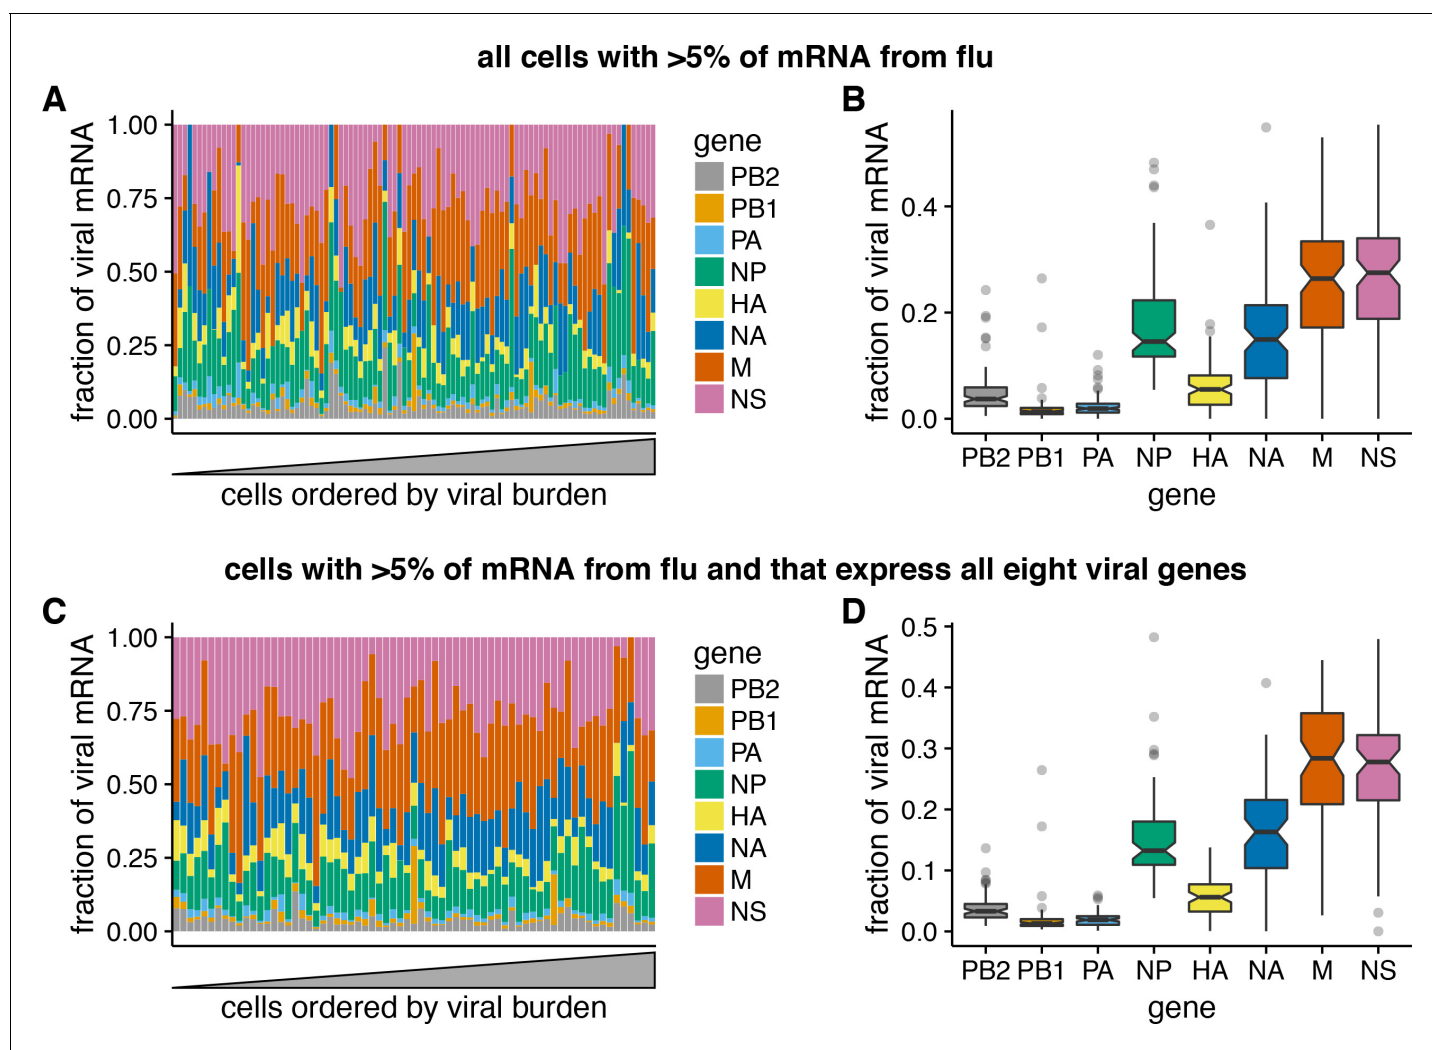 all cells with >5% of mRNA from flu
A
fraction of viral mRNA
1.00
0.75
0.50
0.25
0.00
cells ordered by viral burden
gene
PB2
PB1
PA
NP
HA
NA
M
NS
B
fraction of viral mRNA
0.4
0.2
0.0
PB2 PB1 PA NP HA NA M NS
gene
cells with >5% of mRNA from flu and that express all eight viral genes
C
fraction of viral mRNA
1.00
0.75
0.50
0.25
0.00
cells ordered by viral burden
gene
PB2
PB1
PA
NP
HA
NA
M
NS
D
fraction of viral mRNA
0.5
0.4
0.3
0.2
0.1
0.0
PB2 PB1 PA NP HA NA M NS
gene